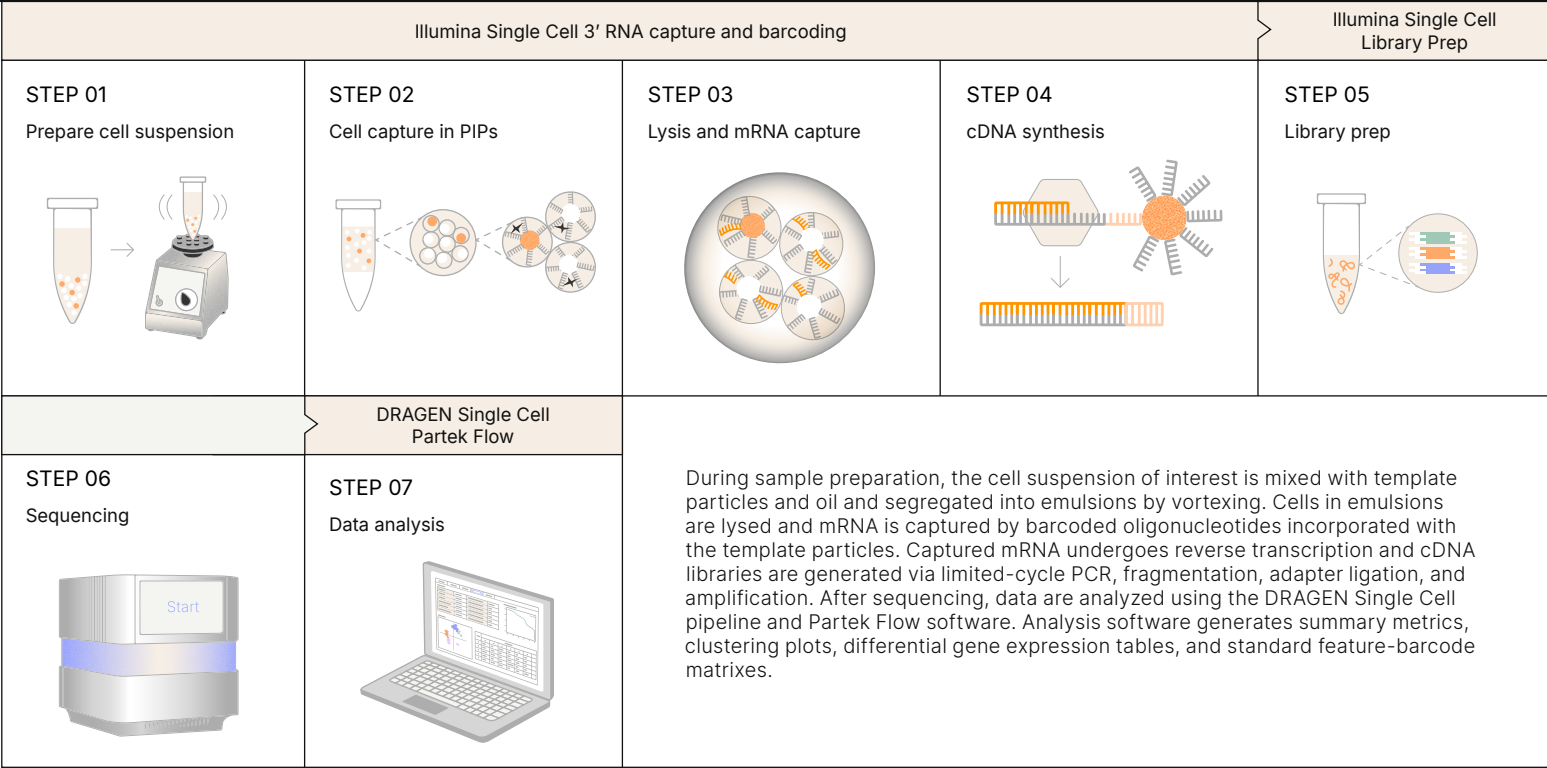 Illumina Single Cell 3’ RNA capture and barcoding
Illumina Single Cell
Library Prep
STEP 01
Prepare cell suspension
STEP 02
Cell capture in PIPs
STEP 03
Lysis and mRNA capture
STEP 04
cDNA synthesis
STEP 05
Library prep
DRAGEN Single Cell
Partek Flow
STEP 06
Sequencing
Start
STEP 07
Data analysis
During sample preparation, the cell suspension of interest is mixed with template
particles and oil and segregated into emulsions by vortexing. Cells in emulsions
are lysed and mRNA is captured by barcoded oligonucleotides incorporated with
the template particles. Captured mRNA undergoes reverse transcription and cDNA
libraries are generated via limited-cycle PCR, fragmentation, adapter ligation, and
amplification. After sequencing, data are analyzed using the DRAGEN Single Cell
pipeline and Partek Flow software. Analysis software generates summary metrics,
clustering plots, differential gene expression tables, and standard feature-barcode
matrixes.